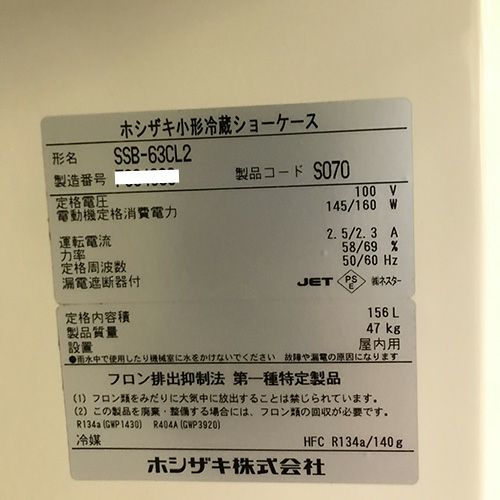 ホシザキ小形冷蔵ショーケース
形名 SSB-63CL2
製造番号 製品コード S070
定格電圧 100 V
電動機定格消費電力 145/160 W
運転電流 2.5/2.3 A
力率 58/69 %
定格周波数 50/60 Hz
漏電遮断器付 JET PSE ㈱ネスター
定格内容積 156L
製品質量 47kg
設置 屋内用
●雨水中で使用したり機械室に水をかけないでください 故障や漏電の原因になります
フロン排出抑制法 第一種特定製品
(1) フロン類をみだりに大気中に放出することは禁じられています。
(2) この製品を廃棄・整備する場合には、フロン類の回収が必要です。
R134a(GWP1430) R404A(GWP3920)
冷媒 HFC R134a/140g
ホシザキ株式会社